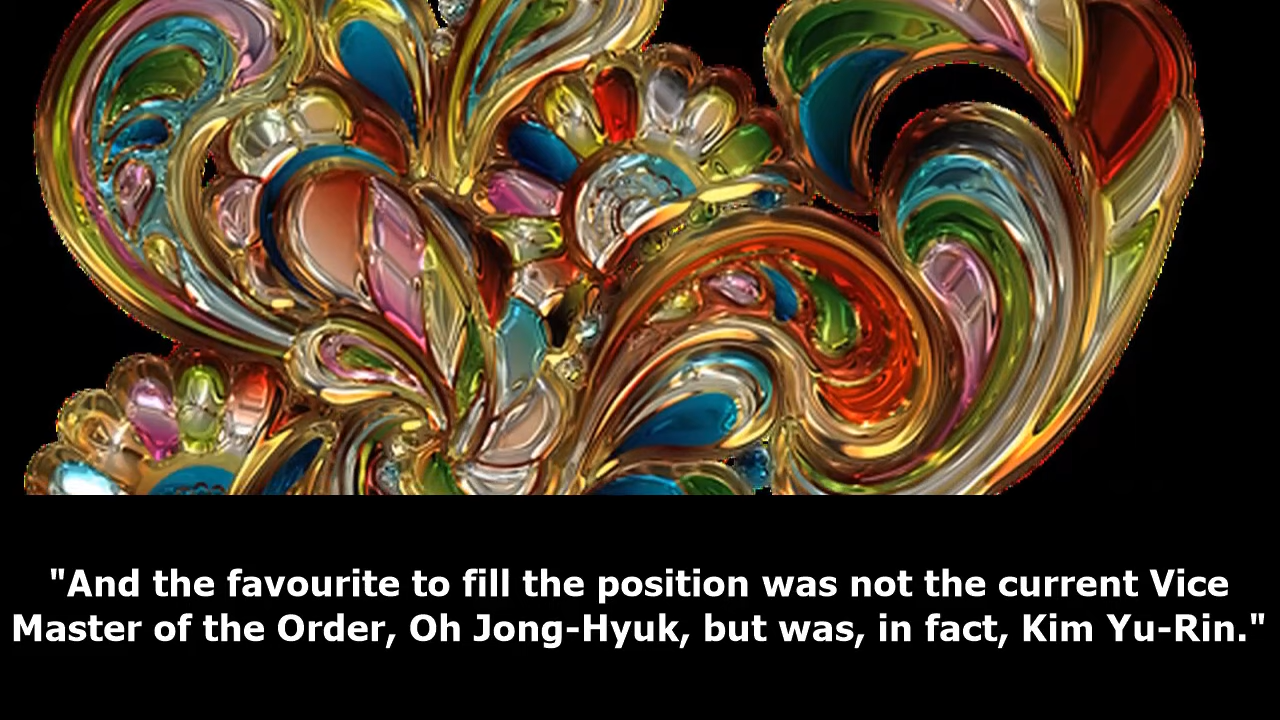 "And the favourite to fill the position was not the current Vice
Master of the Order, Oh Jong-Hyuk, but was, in fact, Kim Yu-Rin."